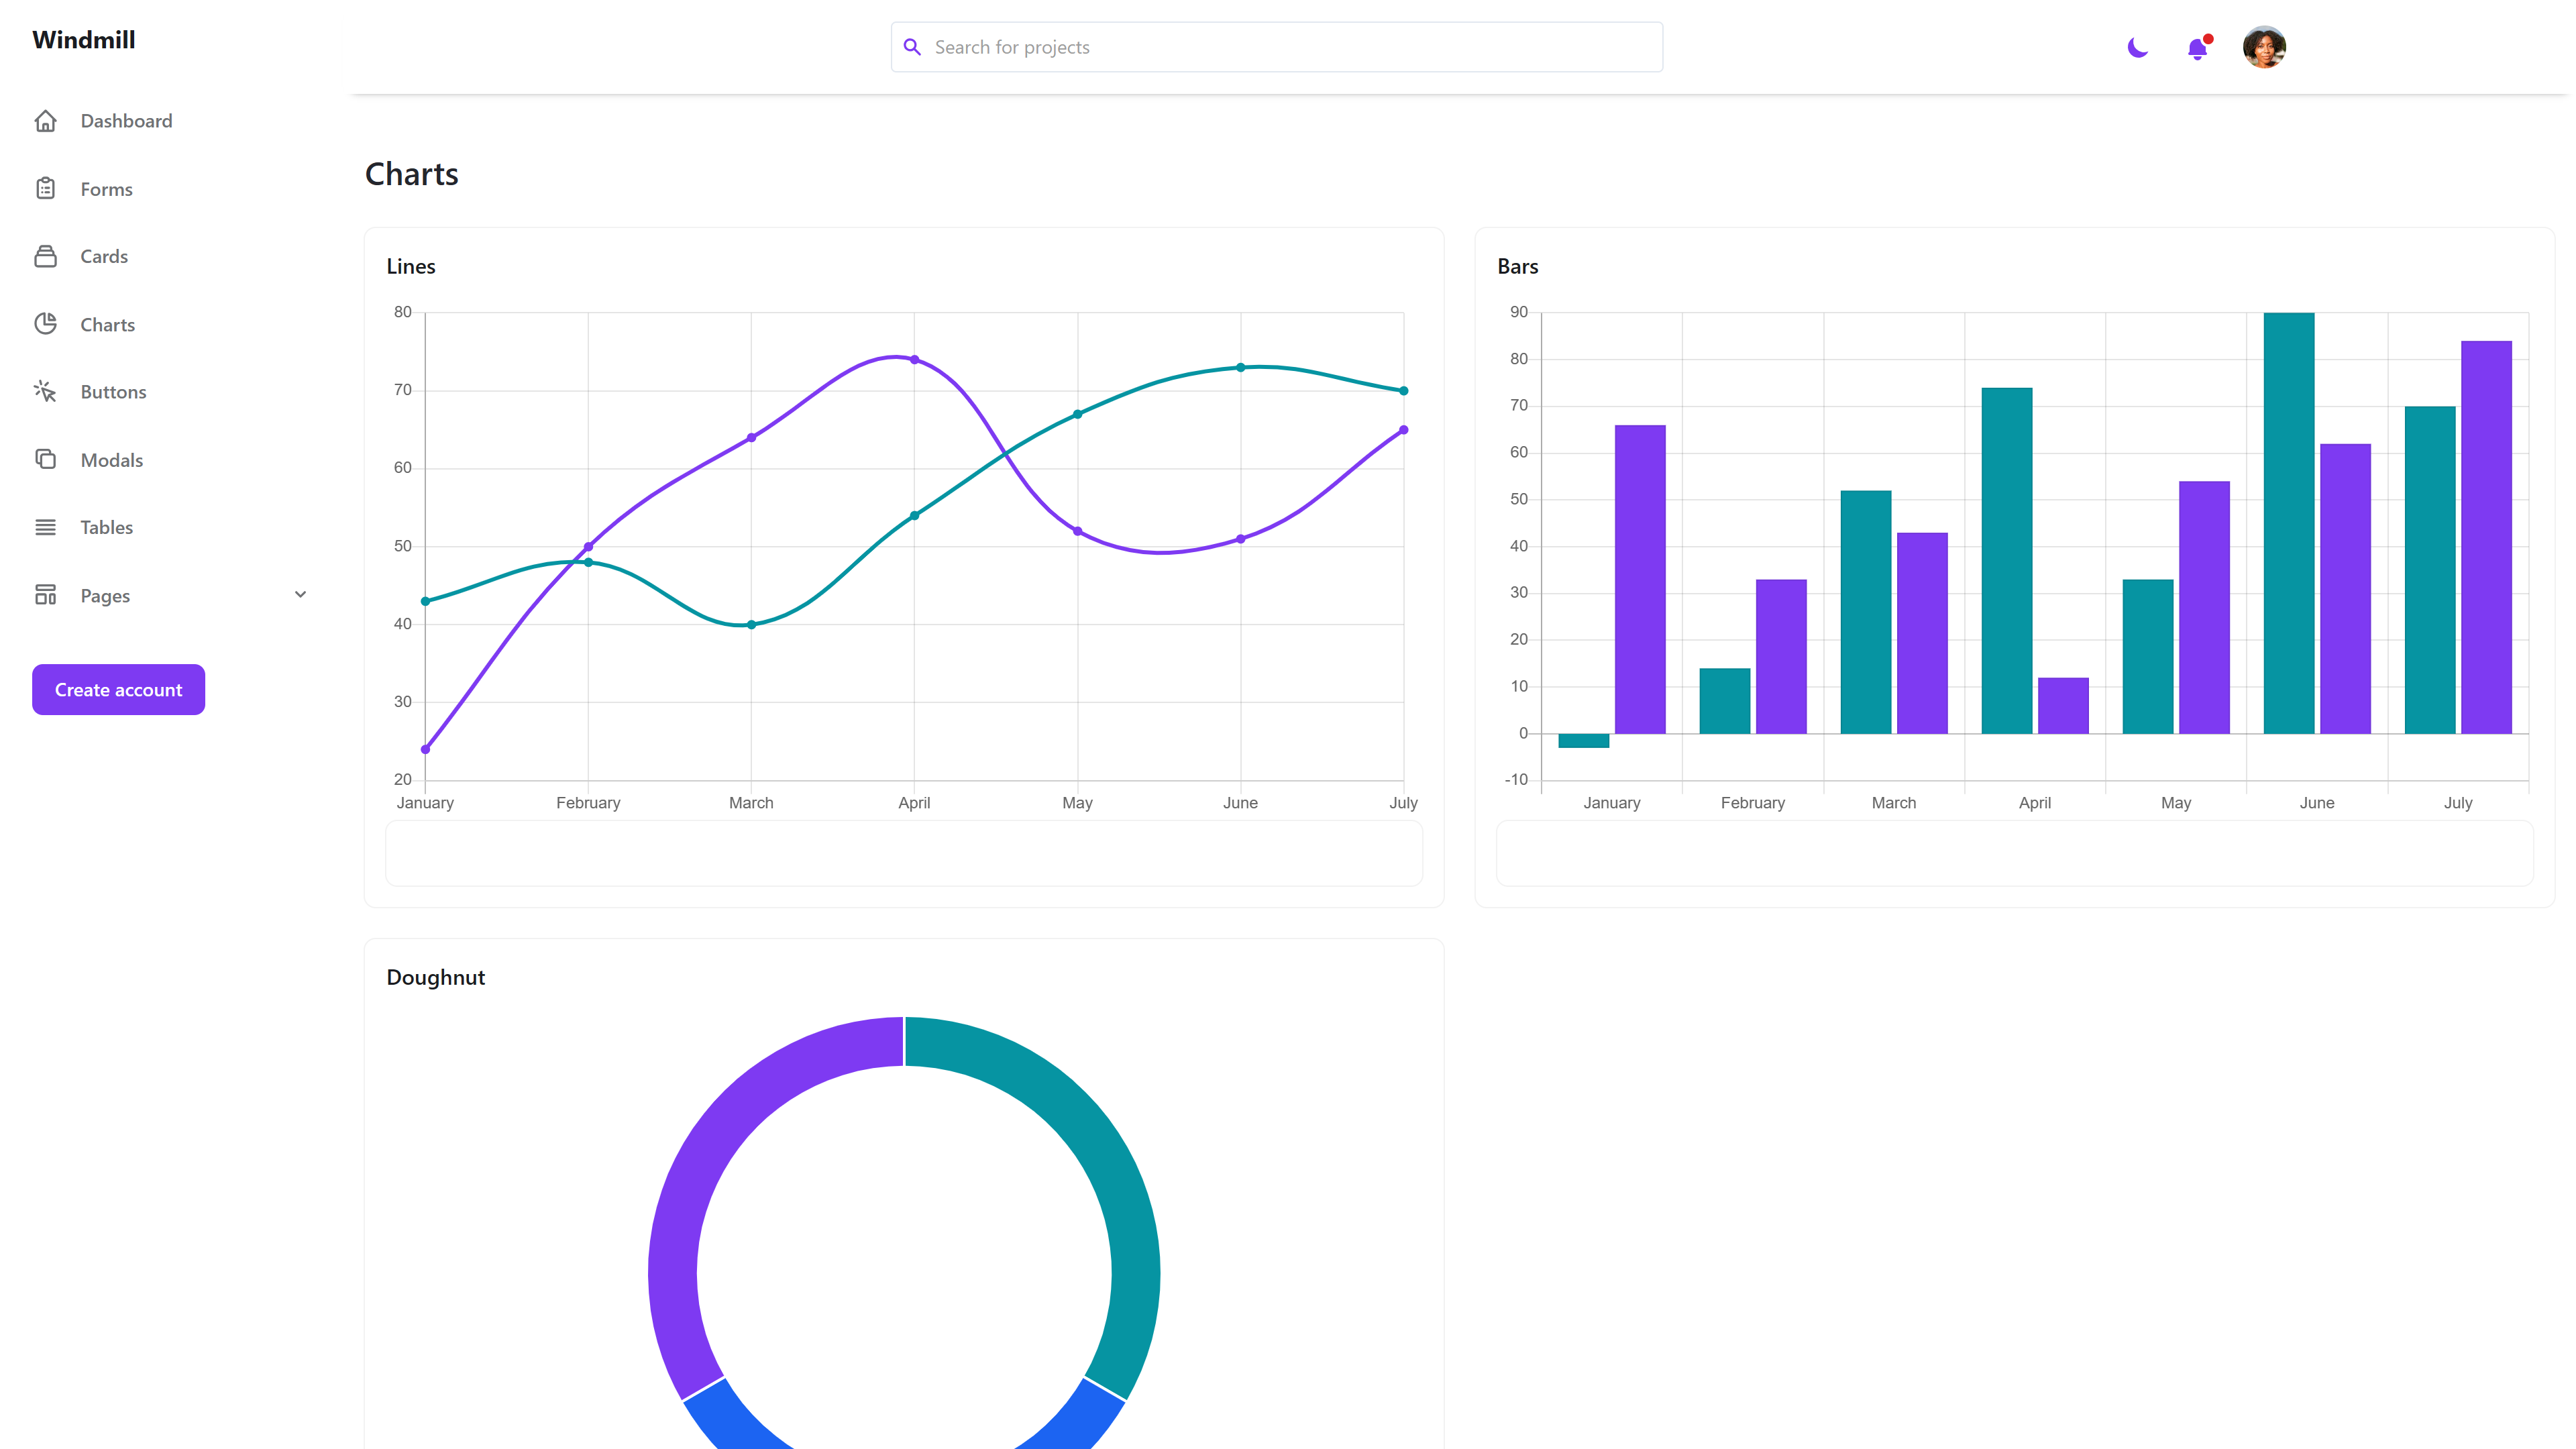 Windmill
Search for projects
Dashboard
Forms
Cards
Charts
Buttons
Modals
Tables
Pages
Create account
Charts
Lines
80
70
60
50
40
30
20
January February March April May June July
Bars
90
80
70
60
50
40
30
20
10
0
-10
January February March April May June July
Doughnut